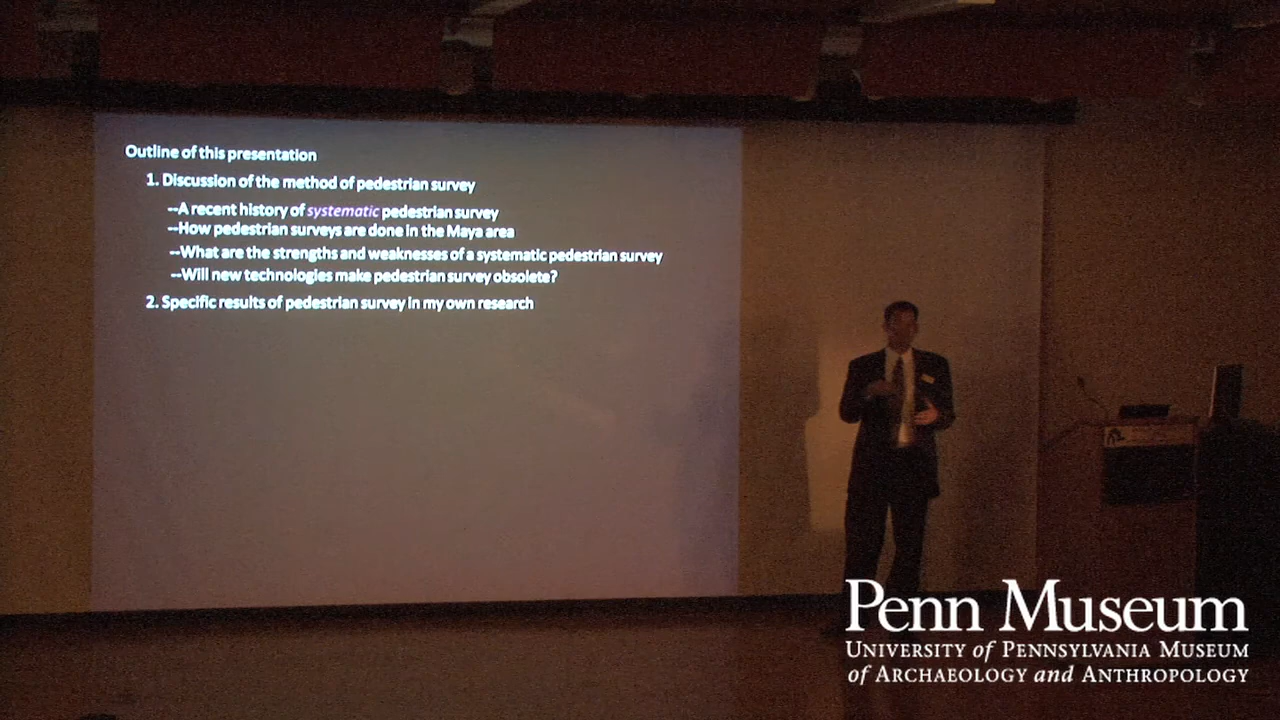 Outline of this presentation
1. Discussion of the method of pedestrian survey
--A recent history of systematic pedestrian survey
--How pedestrian surveys are done in the Maya area
--What are the strengths and weaknesses of a systematic pedestrian survey
--Will new technologies make pedestrian survey obsolete?
2. Specific results of pedestrian survey in my own research
Penn Museum
University of Pennsylvania Museum
of Archaeology and Anthropology